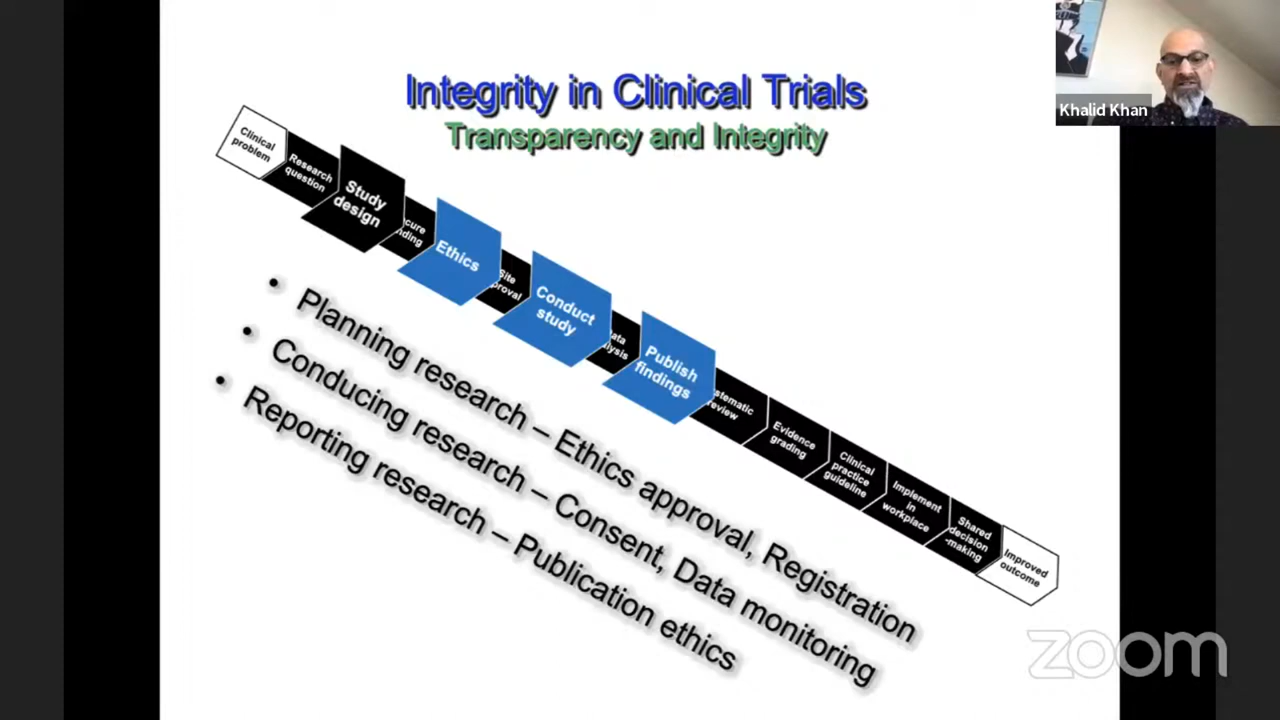 Integrity in Clinical Trials
Transparency and Integrity
Khalid Khan
Clinical
problem
Research
question
Study
design
Ethics
Site
Conduct
study
Publish
findings
review
Evidence
grading
Clinical
practice
guideline
Implement
in
workplace
Shared
decision
-making
Improved
outcome
• Planning research – Ethics approval, Registration
• Conducing research – Consent, Data monitoring
• Reporting research – Publication ethics
zoom